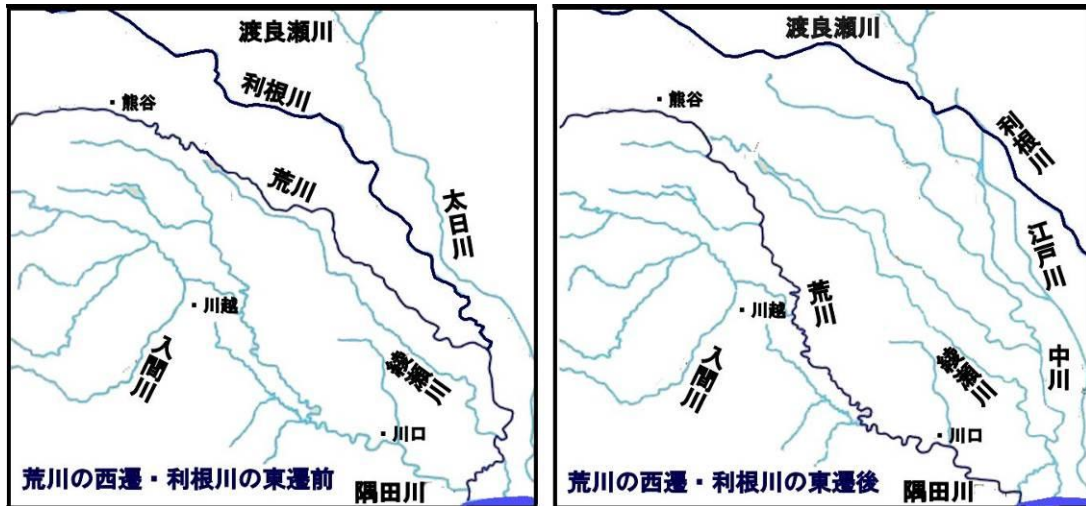 渡良瀬川
利根川
・熊谷
荒川
太日川
・川越
入間川
綾瀬川
・川口
荒川の西遷・利根川の東遷前
隅田川
渡良瀬川
・熊谷
利根川
江戸川
荒川
・川越
入間川
綾瀬川
中川
・川口
荒川の西遷・利根川の東遷後
隅田川